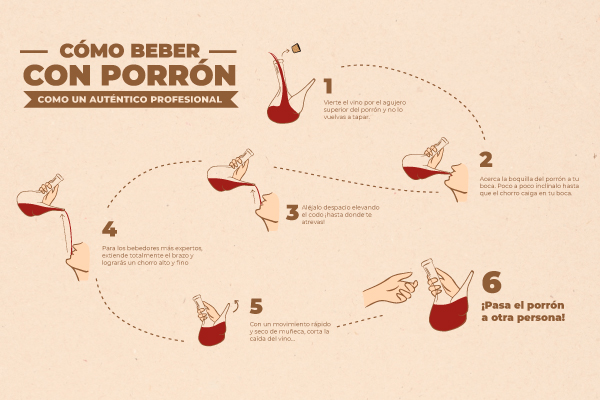 CÓMO BEBER
CON PORRÓN
COMO UN AUTÉNTICO PROFESIONAL
1
Vierte el vino por el agujero
superior del porrón y no lo
vuelvas a tapar.
2
Acerca la boquilla del porrón a tu
boca. Poco a poco inclínalo hasta
que el chorro caiga en tu boca.
3
Aléjalo despacio elevando
el codo ¡hasta donde te
atrevas!
4
Para los bebedores más expertos,
extiende totalmente el brazo y
lograrás un chorro alto y fino
5
Con un movimiento rápido
y seco de muñeca, corta la
caída del vino...
6
¡Pasa el porrón
a otra persona!